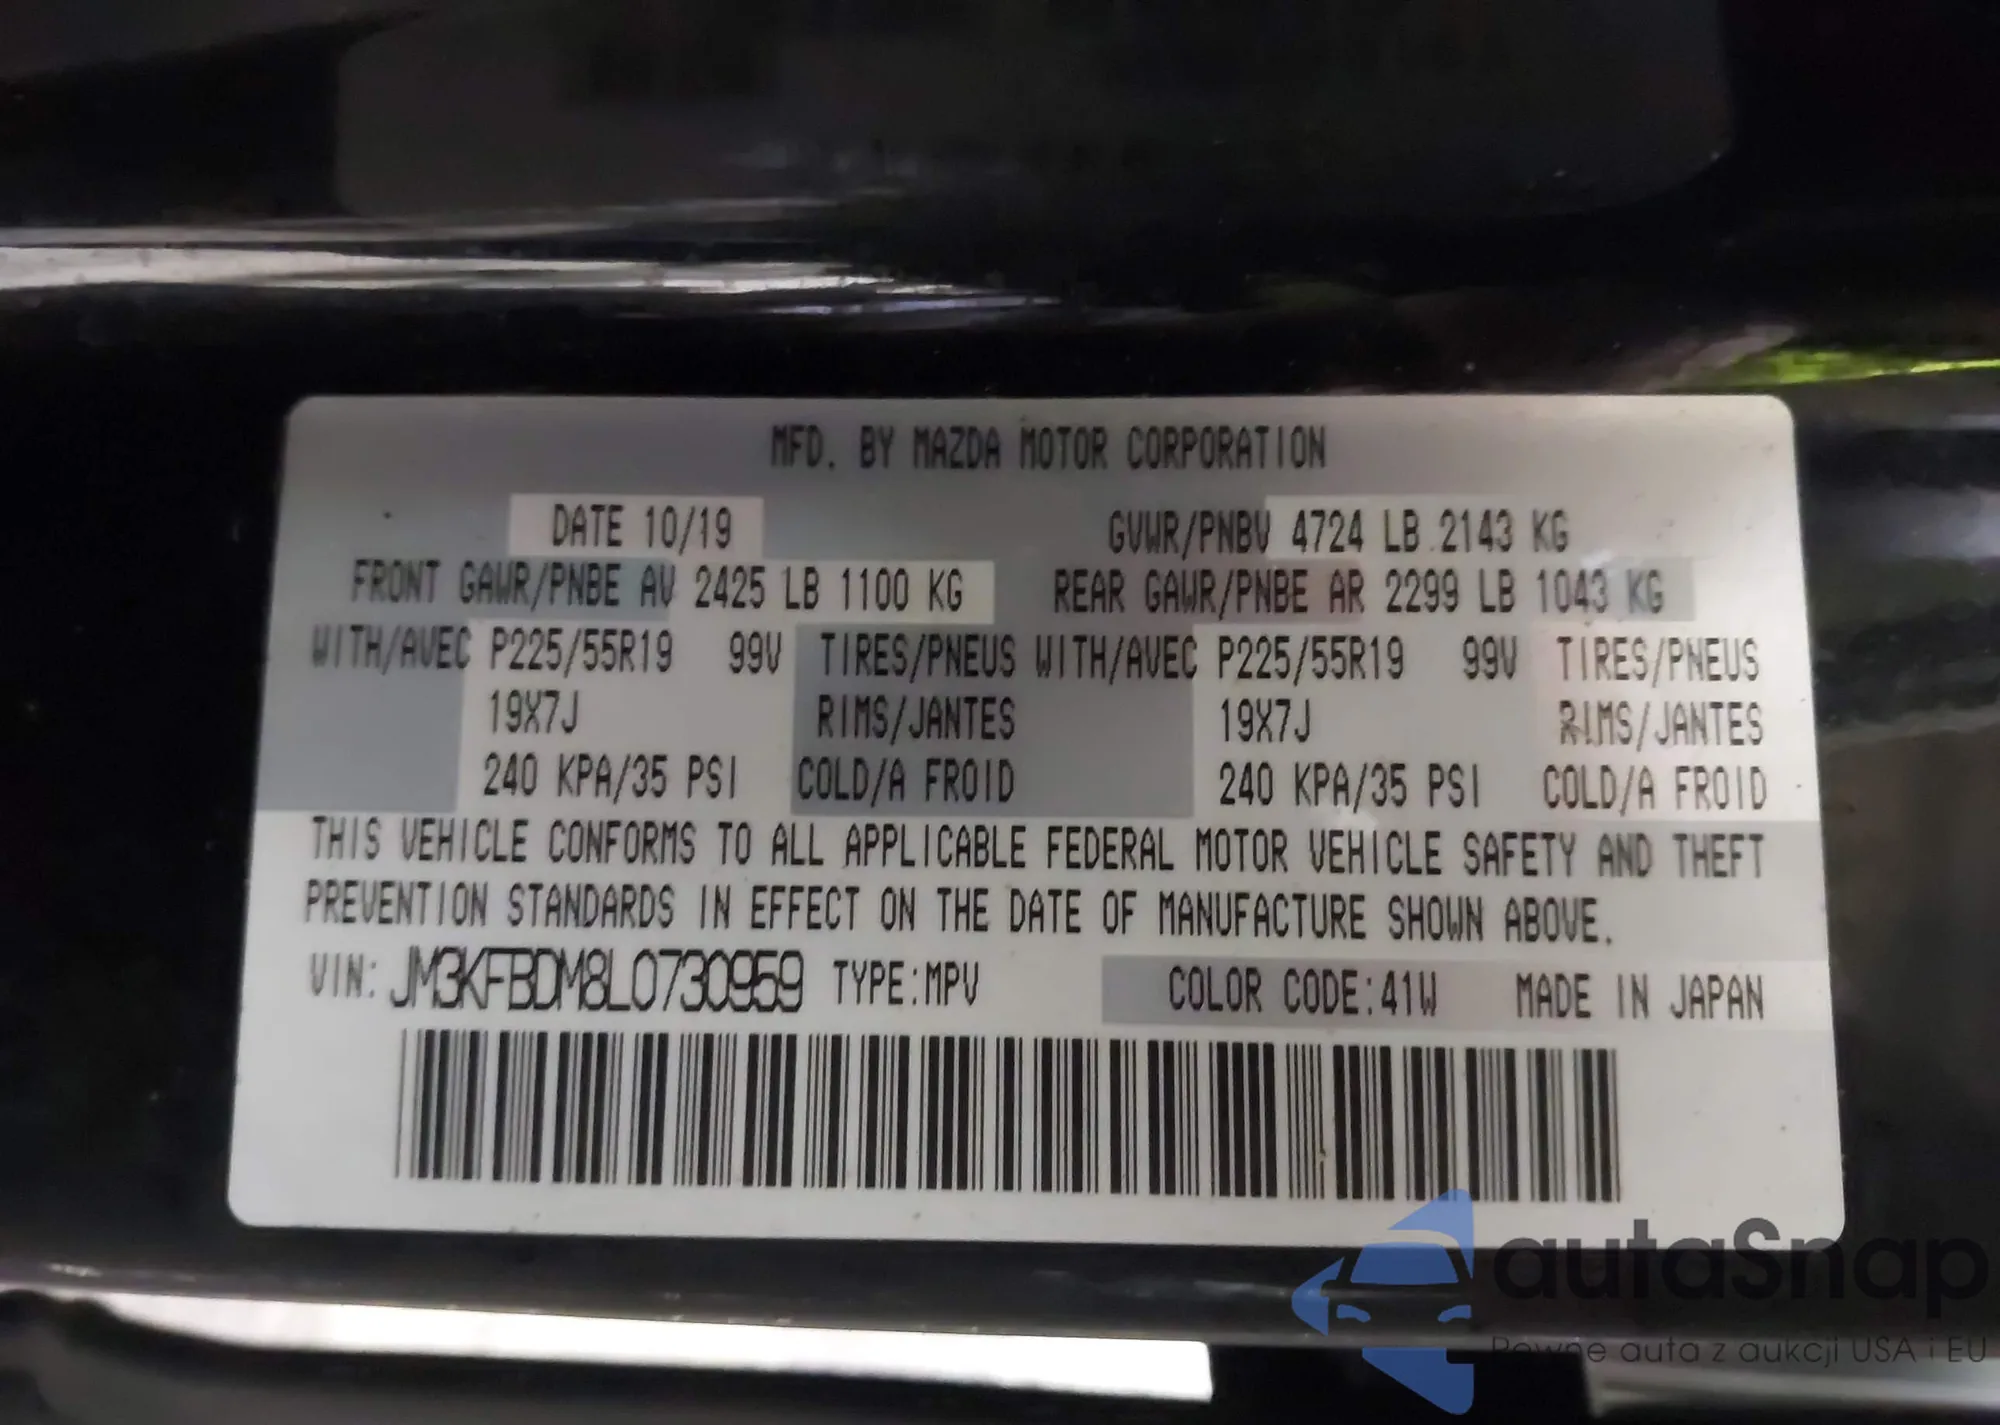 MFD. BY MAZDA MOTOR CORPORATION
DATE 10/19 GVWR/PNBV 4724 LB 2143 KG
FRONT GAWR/PNBE AV 2425 LB 1100 KG REAR GAWR/PNBE AR 2299 LB 1043 KG
WITH/AVEC P225/55R19 99V TIRES/PNEUS WITH/AVEC P225/55R19 99V TIRES/PNEUS
19X7J RIMS/JANTES 19X7J RIMS/JANTES
240 KPA/35 PSI COLD/A FROID 240 KPA/35 PSI COLD/A FROID
THIS VEHICLE CONFORMS TO ALL APPLICABLE FEDERAL MOTOR VEHICLE SAFETY AND THEFT
PREVENTION STANDARDS IN EFFECT ON THE DATE OF MANUFACTURE SHOWN ABOVE.
VIN: JM3KFBDM8L0730959 TYPE:MPV COLOR CODE:41W MADE IN JAPAN
autaSnap
Pewne auta z aukcji USA i EU